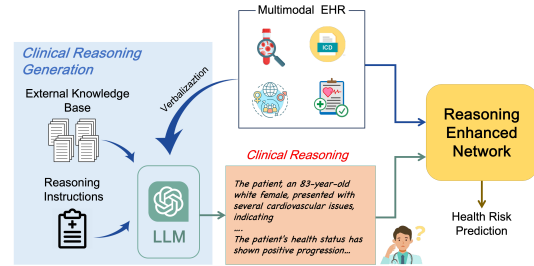 Multimodal EHR
ICD
Clinical Reasoning
Generation
External Knowledge
Base
Verbaliaztion
Reasoning
Instructions
LLM
Clinical Reasoning
The patient, an 83-year-old
white female, presented with
several cardiovascular issues,
indicating
....
The patient's health status has
shown positive progression...
Reasoning
Enhanced
Network
Health Risk
Prediction